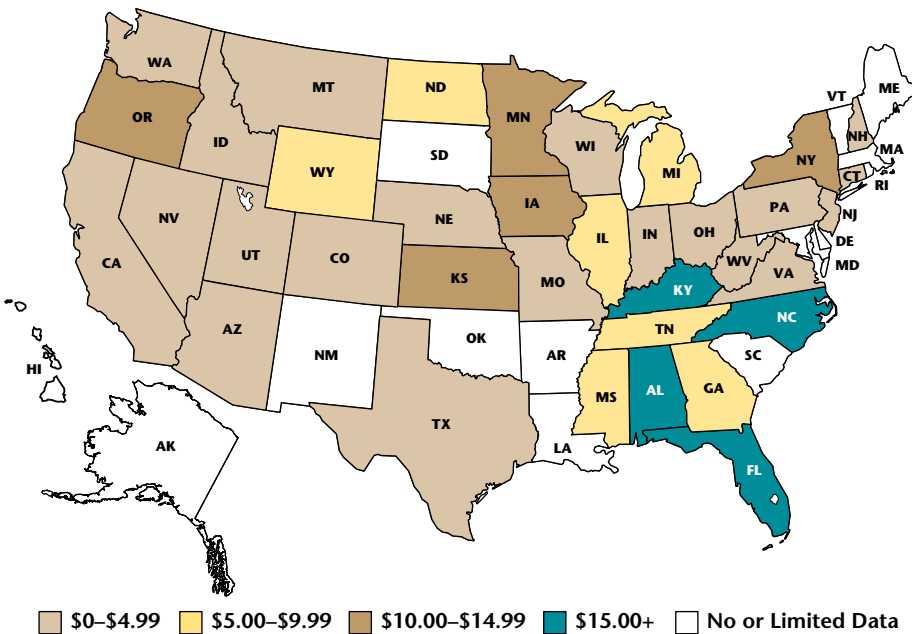 WA
MT
ND
MN
OR
ID
SD
WI
MI
VT
ME
NH
MA
NY
CT
RI
WY
NE
IA
NV
UT
CO
IL
IN
OH
PA
NJ
DE
MD
WV
VA
CA
KS
MO
KY
AZ
NM
OK
AR
TN
NC
SC
HI
TX
MS
AL
GA
LA
AK
FL
$0–$4.99 $5.00–$9.99 $10.00–$14.99 $15.00+ No or Limited Data